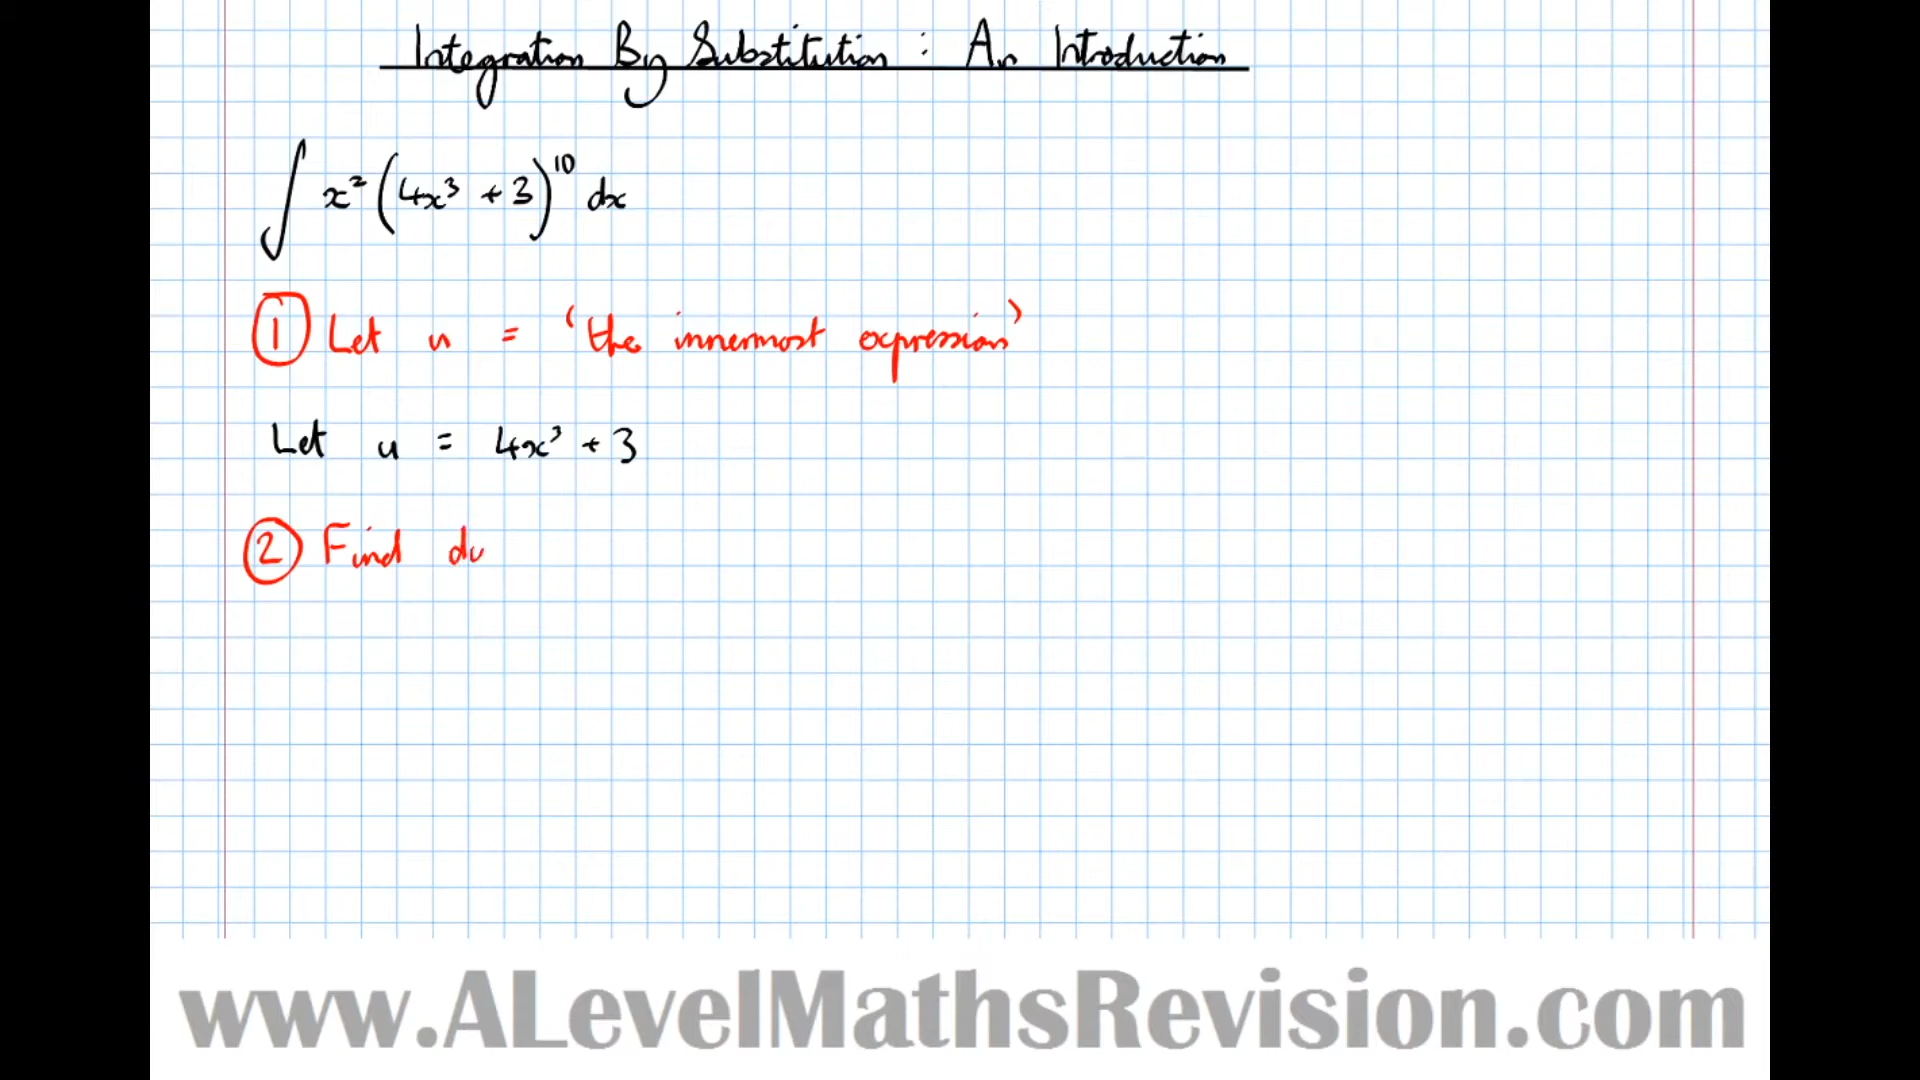 Integration By Substitution : An Introduction
∫ x² (4x³ + 3)¹⁰ dx
① Let u = 'the innermost expression'
Let u = 4x³ + 3
② Find du
www.ALevelMathsRevision.com